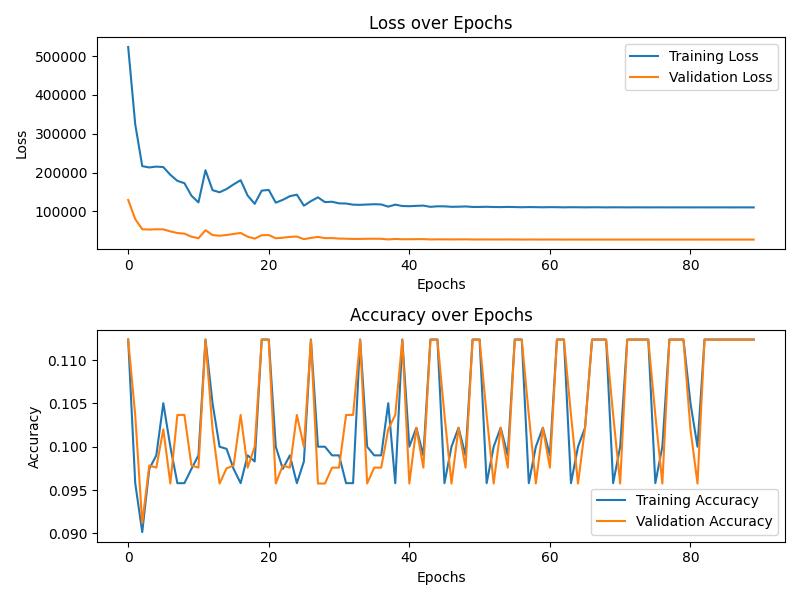 Loss over Epochs
500000
400000
300000
200000
100000
Loss
Training Loss
Validation Loss
0 20 40 60 80
Epochs
Accuracy over Epochs
0.110
0.105
0.100
0.095
0.090
Accuracy
Training Accuracy
Validation Accuracy
0 20 40 60 80
Epochs